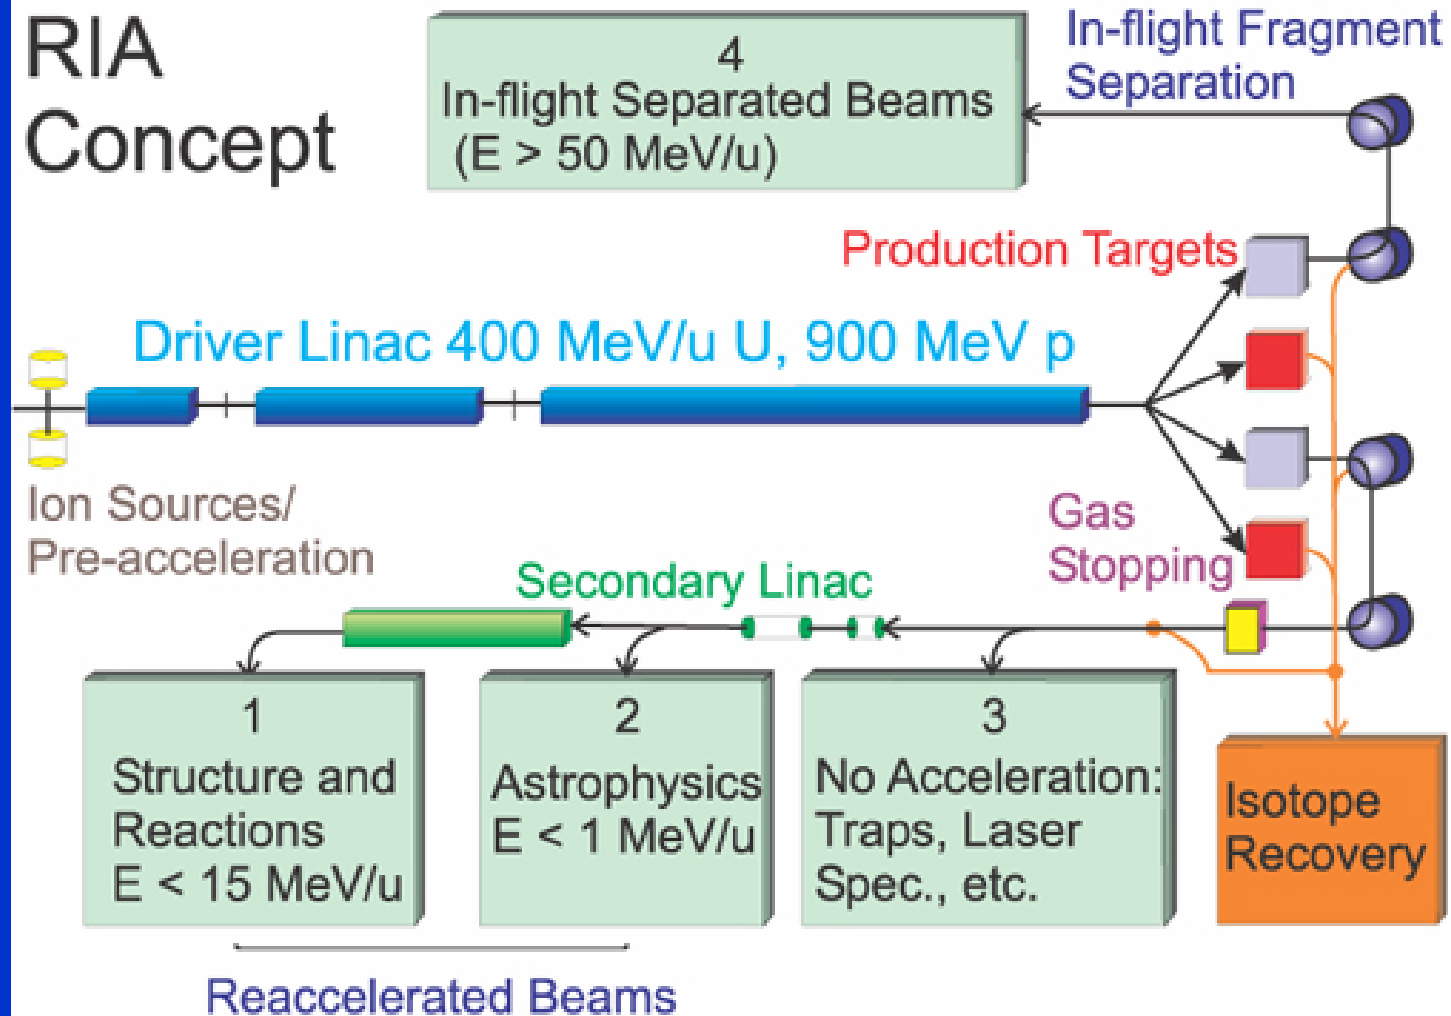 RIA
Concept
4
In-flight Separated Beams
(E > 50 MeV/u)
In-flight Fragment
Separation
Production Targets
Driver Linac 400 MeV/u U, 900 MeV p
Ion Sources/
Pre-acceleration
Gas
Stopping
Secondary Linac
1
Structure and
Reactions
E < 15 MeV/u
2
Astrophysics
E < 1 MeV/u
3
No Acceleration:
Traps, Laser
Spec., etc.
Isotope
Recovery
Reaccelerated Beams